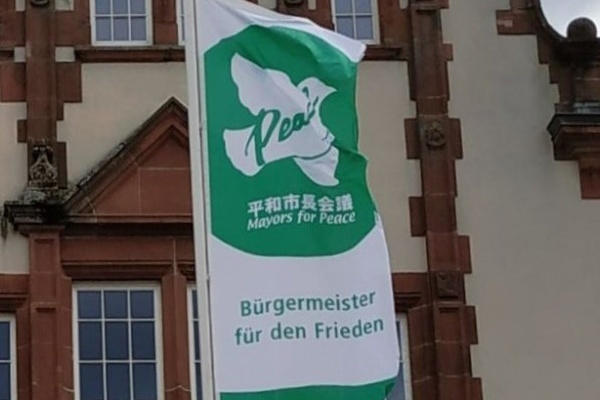 Peace
平和市長会議
Mayors for Peace
Bürgermeister
für den Frieden